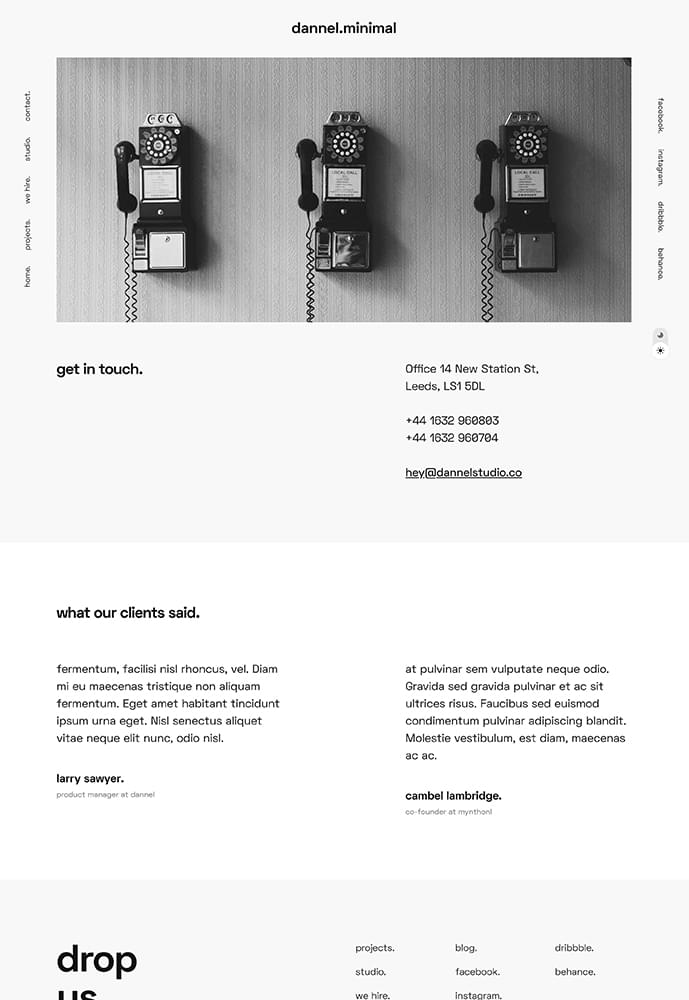 dannel.minimal
contact.
studio.
we hire.
projects.
home.
facebook.
instagram.
dribbble.
behance.
LOCAL CALL
LOCAL CALL
LOCAL CALL
get in touch.
Office 14 New Station St,
Leeds, LS1 5DL
+44 1632 960803
+44 1632 960704
hey@dannelstudio.co
what our clients said.
fermentum, facilisi nisl rhoncus, vel. Diam
mi eu maecenas tristique non aliquam
fermentum. Eget amet habitant tincidunt
ipsum urna eget. Nisl senectus aliquet
vitae neque elit nunc, odio nisl.
larry sawyer.
product manager at dannel
at pulvinar sem vulputate neque odio.
Gravida sed gravida pulvinar et ac sit
ultrices risus. Faucibus sed euismod
condimentum pulvinar adipiscing blandit.
Molestie vestibulum, est diam, maecenas
ac ac.
cambel lambridge.
co-founder at mynthonl
drop
us
projects. blog. dribbble.
studio. facebook. behance.
we hire. instagram.